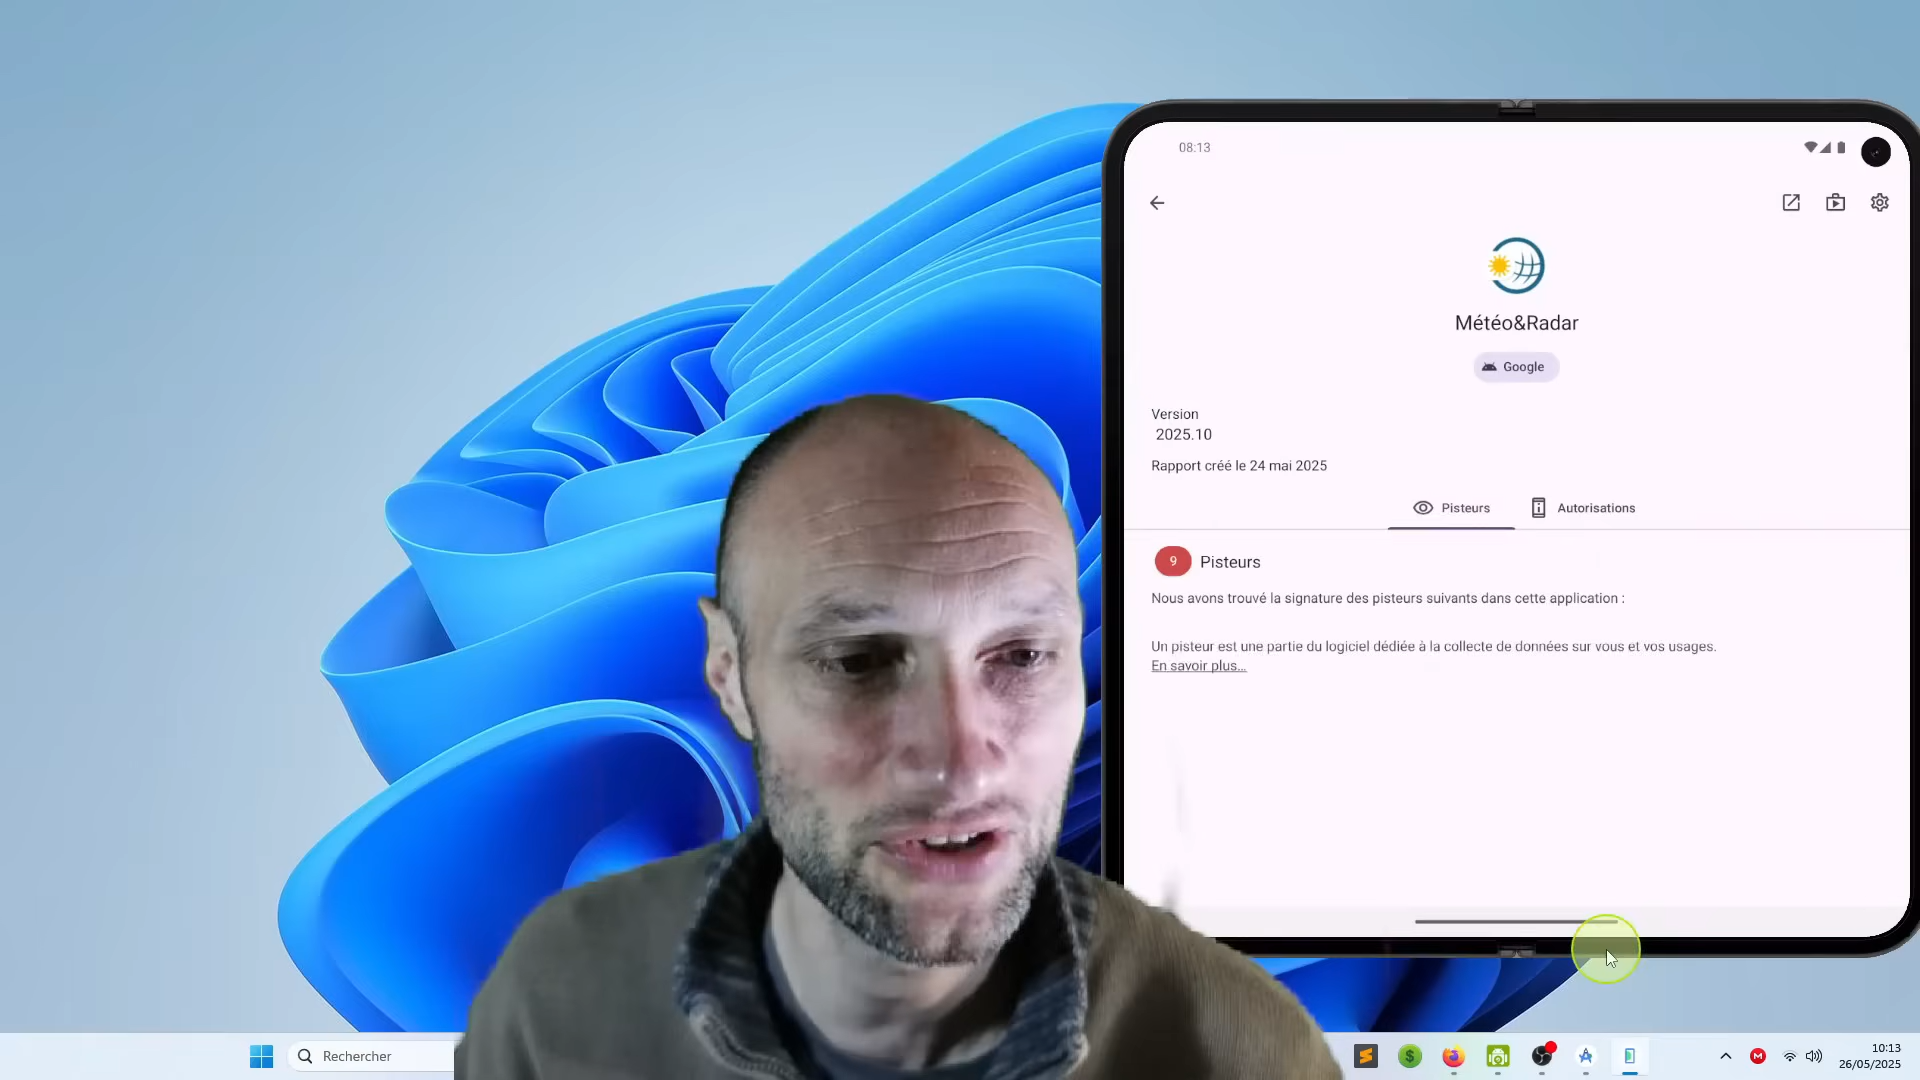 08:13
Météo&Radar
Google
Version
2025.10
Rapport créé le 24 mai 2025
Pisteurs
Autorisations
9 Pisteurs
Nous avons trouvé la signature des pisteurs suivants dans cette application :
Un pisteur est une partie du logiciel dédiée à la collecte de données sur vous et vos usages.
En savoir plus...
Rechercher
10:13
26/05/2025